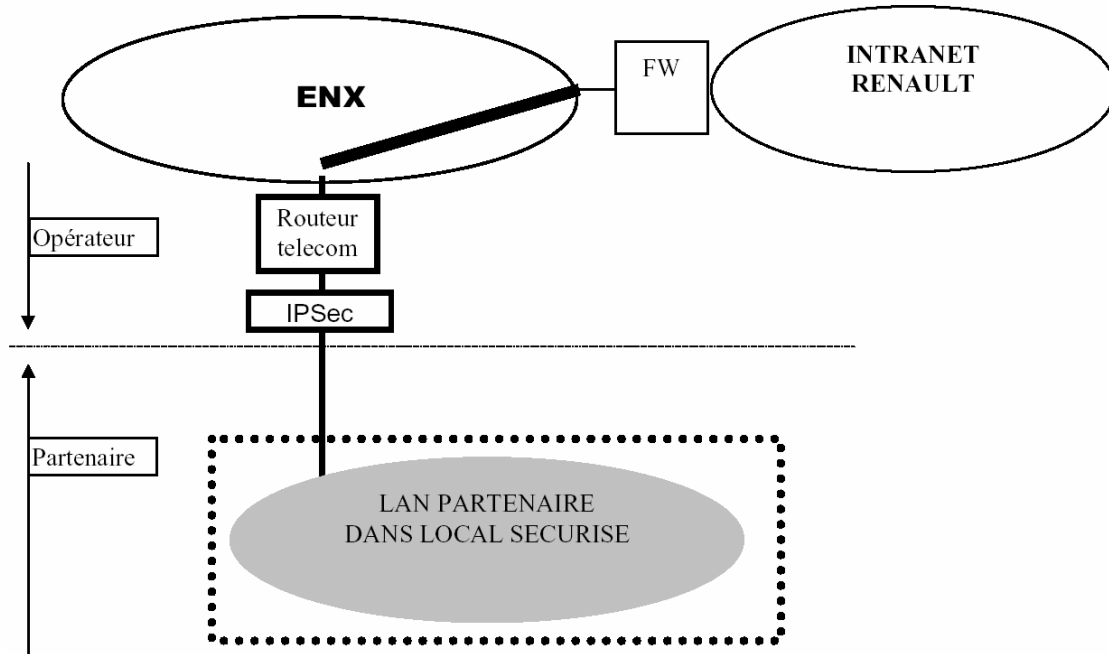 ENX
FW
INTRANET
RENAULT
Routeur
telecom
Opérateur
IPSec
Partenaire
LAN PARTENAIRE
DANS LOCAL SECURISE